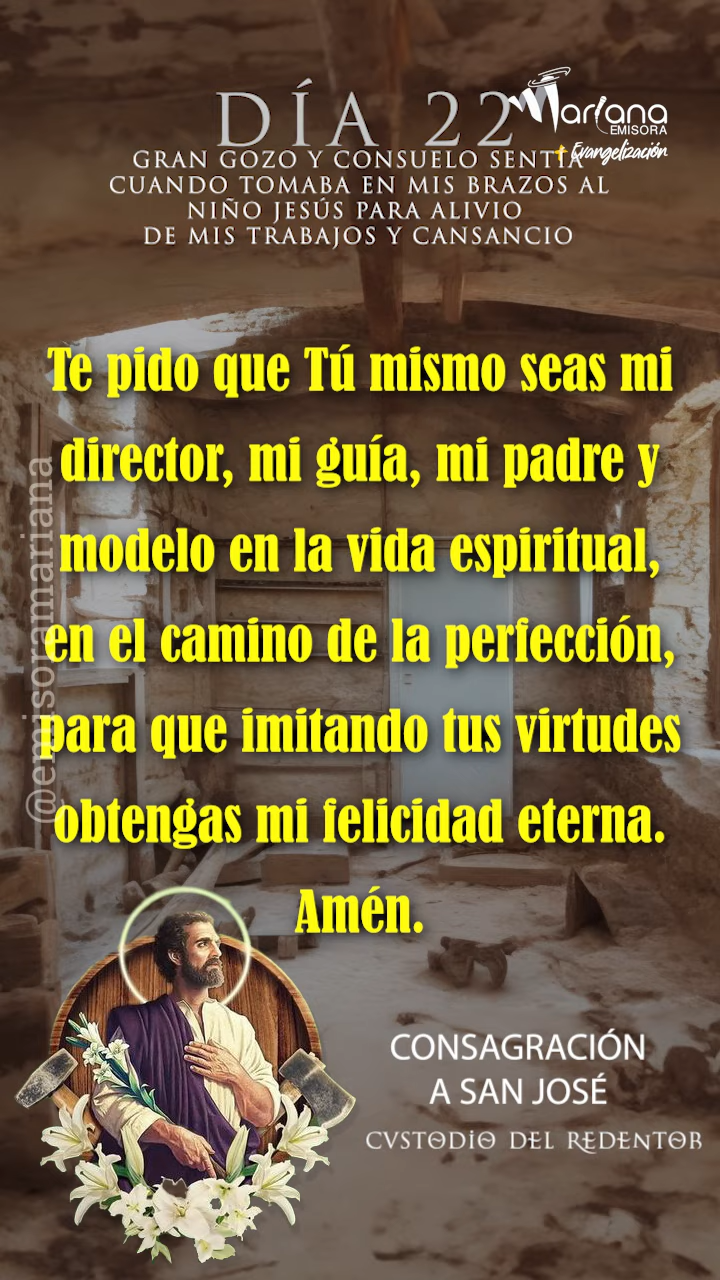 DÍA 22
Mariana
EMISORA
+ Evangelización
GRAN GOZO Y CONSUELO SENTÍA
CUANDO TOMABA EN MIS BRAZOS AL
NIÑO JESÚS PARA ALIVIO
DE MIS TRABAJOS Y CANSANCIO
Te pido que Tú mismo seas mi
director, mi guía, mi padre y
modelo en la vida espiritual,
en el camino de la perfección,
para que imitando tus virtudes
obtengas mi felicidad eterna.
Amén.
@emisoramariana
CONSAGRACIÓN
A SAN JOSÉ
CVSTODIO DEL REDENTOR